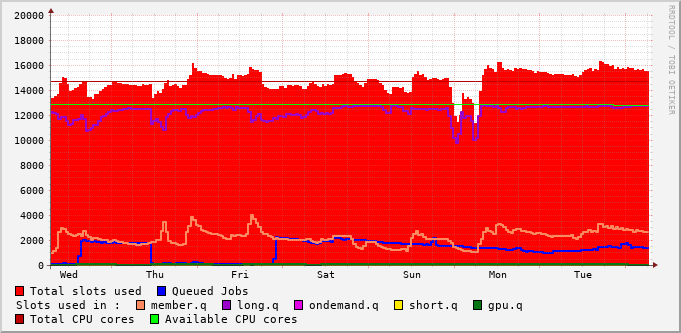 20000
18000
16000
14000
12000
10000
8000
6000
4000
2000
0
Wed Thu Fri Sat Sun Mon Tue
RRDTOOL / TOBI OETIKER
Total slots used Queued Jobs
Slots used in : member.q long.q ondemand.q short.q gpu.q
Total CPU cores Available CPU cores